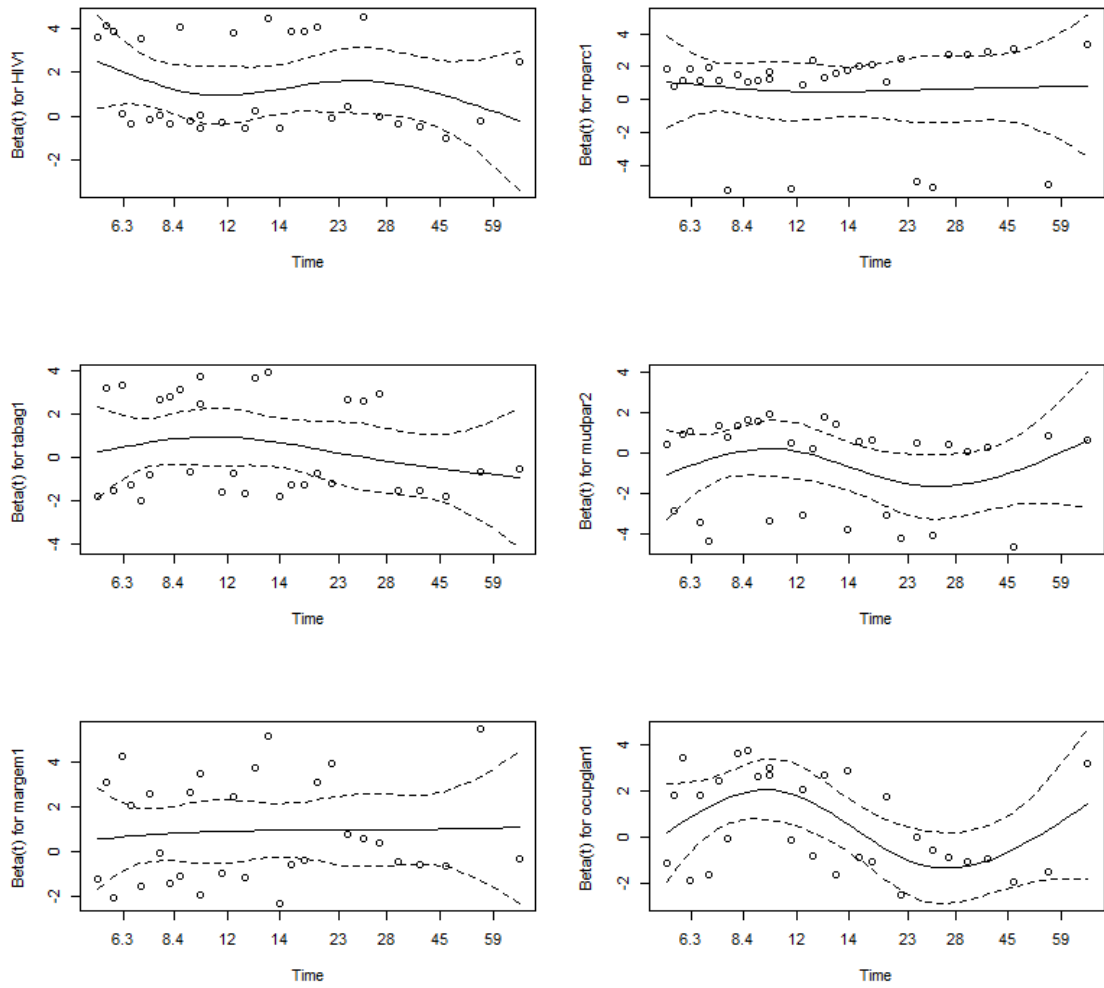 Beta(t) for HIV1
4
2
0
-2
6.3 8.4 12 14 23 28 45 59
Time
Beta(t) for nparc1
4
2
0
-2
-4
6.3 8.4 12 14 23 28 45 59
Time
Beta(t) for tabag1
4
2
0
-2
-4
6.3 8.4 12 14 23 28 45 59
Time
Beta(t) for mudpar2
4
2
0
-2
-4
6.3 8.4 12 14 23 28 45 59
Time
Beta(t) for margem1
4
2
0
-2
6.3 8.4 12 14 23 28 45 59
Time
Beta(t) for ocupglan1
4
2
0
-2
6.3 8.4 12 14 23 28 45 59
Time